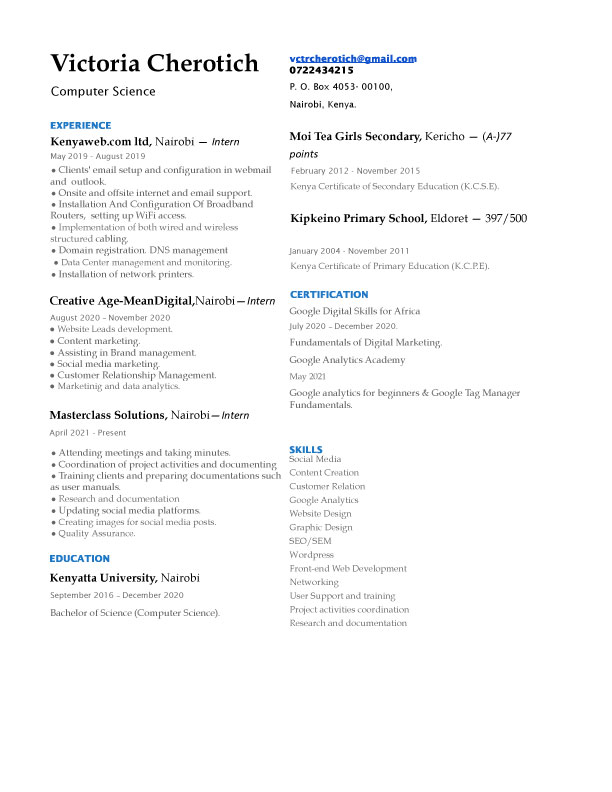 Victoria Cherotich
Computer Science
EXPERIENCE
Kenyaweb.com ltd, Nairobi — Intern
May 2019 - August 2019
● Clients' email setup and configuration in webmail
and outlook.
● Onsite and offsite internet and email support.
● Installation And Configuration Of Broadband
Routers, setting up WiFi access.
● Implementation of both wired and wireless
structured cabling.
● Domain registration. DNS management
● Data Center management and monitoring.
● Installation of network printers.
Creative Age-MeanDigital,Nairobi—Intern
August 2020 – November 2020
● Website Leads development.
● Content marketing.
● Assisting in Brand management.
● Social media marketing.
● Customer Relationship Management.
● Marketinig and data analytics.
Masterclass Solutions, Nairobi—Intern
April 2021 - Present
● Attending meetings and taking minutes.
● Coordination of project activities and documenting
● Training clients and preparing documentations such
as user manuals.
● Research and documentation
● Updating social media platforms.
● Creating images for social media posts.
● Quality Assurance.
EDUCATION
Kenyatta University, Nairobi
September 2016 – December 2020
Bachelor of Science (Computer Science).
vctrcherotich@gmail.com
0722434215
P. O. Box 4053- 00100,
Nairobi, Kenya.
Moi Tea Girls Secondary, Kericho — (A-)77
points
February 2012 - November 2015
Kenya Certificate of Secondary Education (K.C.S.E).
Kipkeino Primary School, Eldoret — 397/500
January 2004 - November 2011
Kenya Certificate of Primary Education (K.C.P.E).
CERTIFICATION
Google Digital Skills for Africa
July 2020 – December 2020.
Fundamentals of Digital Marketing.
Google Analytics Academy
May 2021
Google analytics for beginners & Google Tag Manager
Fundamentals.
SKILLS
Social Media
Content Creation
Customer Relation
Google Analytics
Website Design
Graphic Design
SEO/SEM
Wordpress
Front-end Web Development
Networking
User Support and training
Project activities coordination
Research and documentation